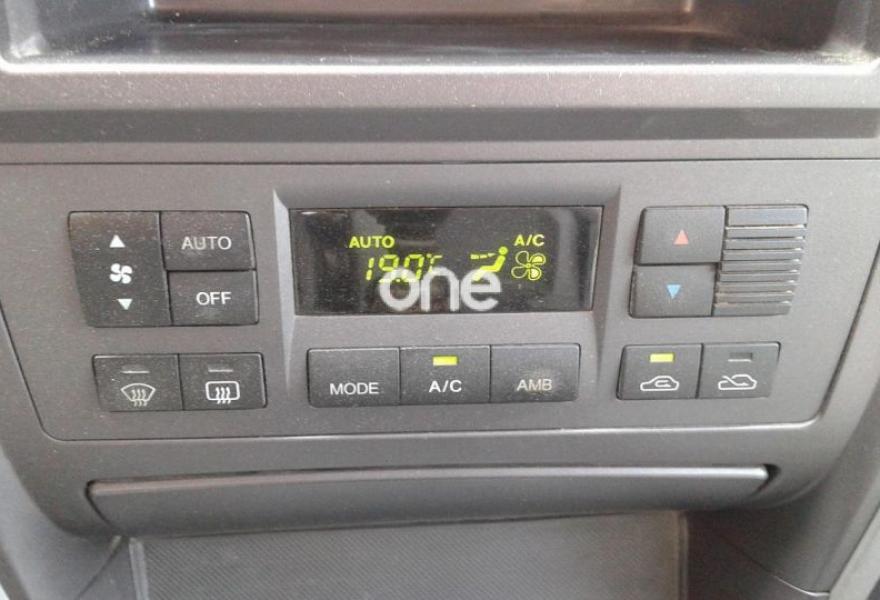 AUTO
OFF
AUTO
A/C
19.0°C
one
MODE
A/C
AMB